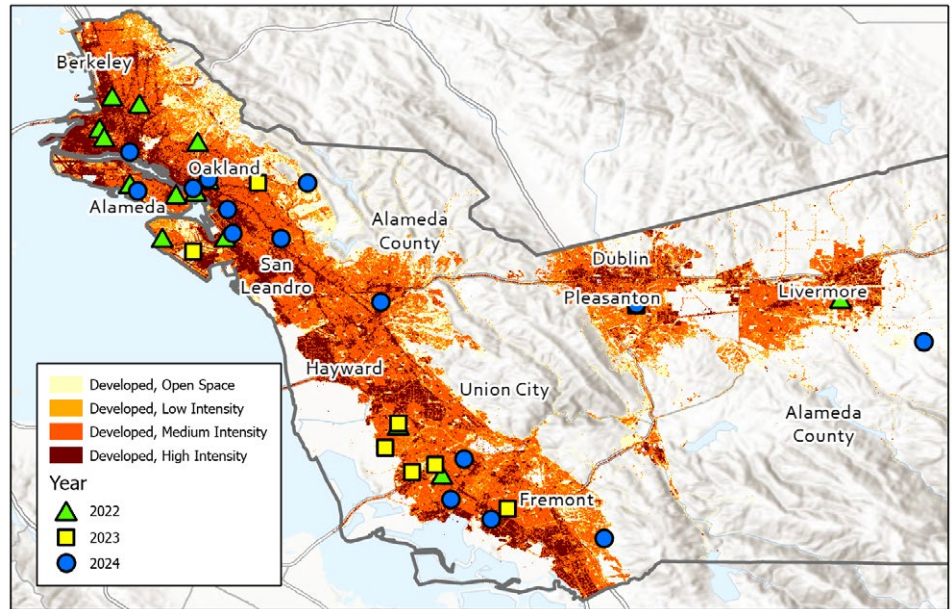 Berkeley
Oakland
Alameda
Alameda
County
San
Leandro
Dublin
Pleasanton
Livermore
Hayward
Union City
Alameda
County
Fremont
Developed, Open Space
Developed, Low Intensity
Developed, Medium Intensity
Developed, High Intensity
Year
2022
2023
2024